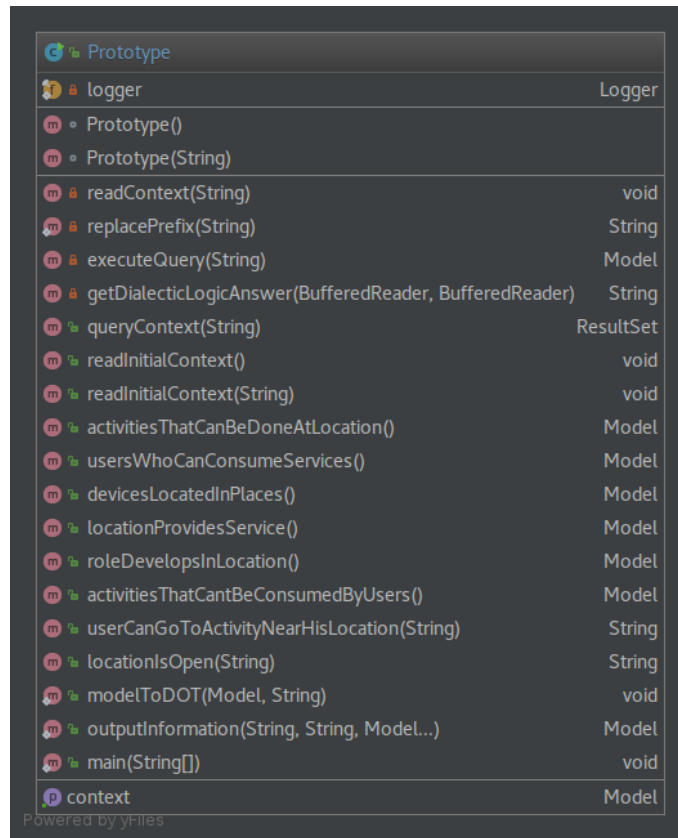 Prototype
logger Logger
Prototype()
Prototype(String)
readContext(String) void
replacePrefix(String) String
executeQuery(String) Model
getDialecticLogicAnswer(BufferedReader, BufferedReader) String
queryContext(String) ResultSet
readInitialContext() void
readInitialContext(String) void
activitiesThatCanBeDoneAtLocation() Model
usersWhoCanConsumeServices() Model
devicesLocatedInPlaces() Model
locationProvidesService() Model
roleDevelopsInLocation() Model
activitiesThatCantBeConsumedByUsers() Model
userCanGoToActivityNearHisLocation(String) String
locationIsOpen(String) String
modelToDOT(Model, String) void
outputInformation(String, String, Model...) Model
main(String[]) void
context Model
Powered by yFiles